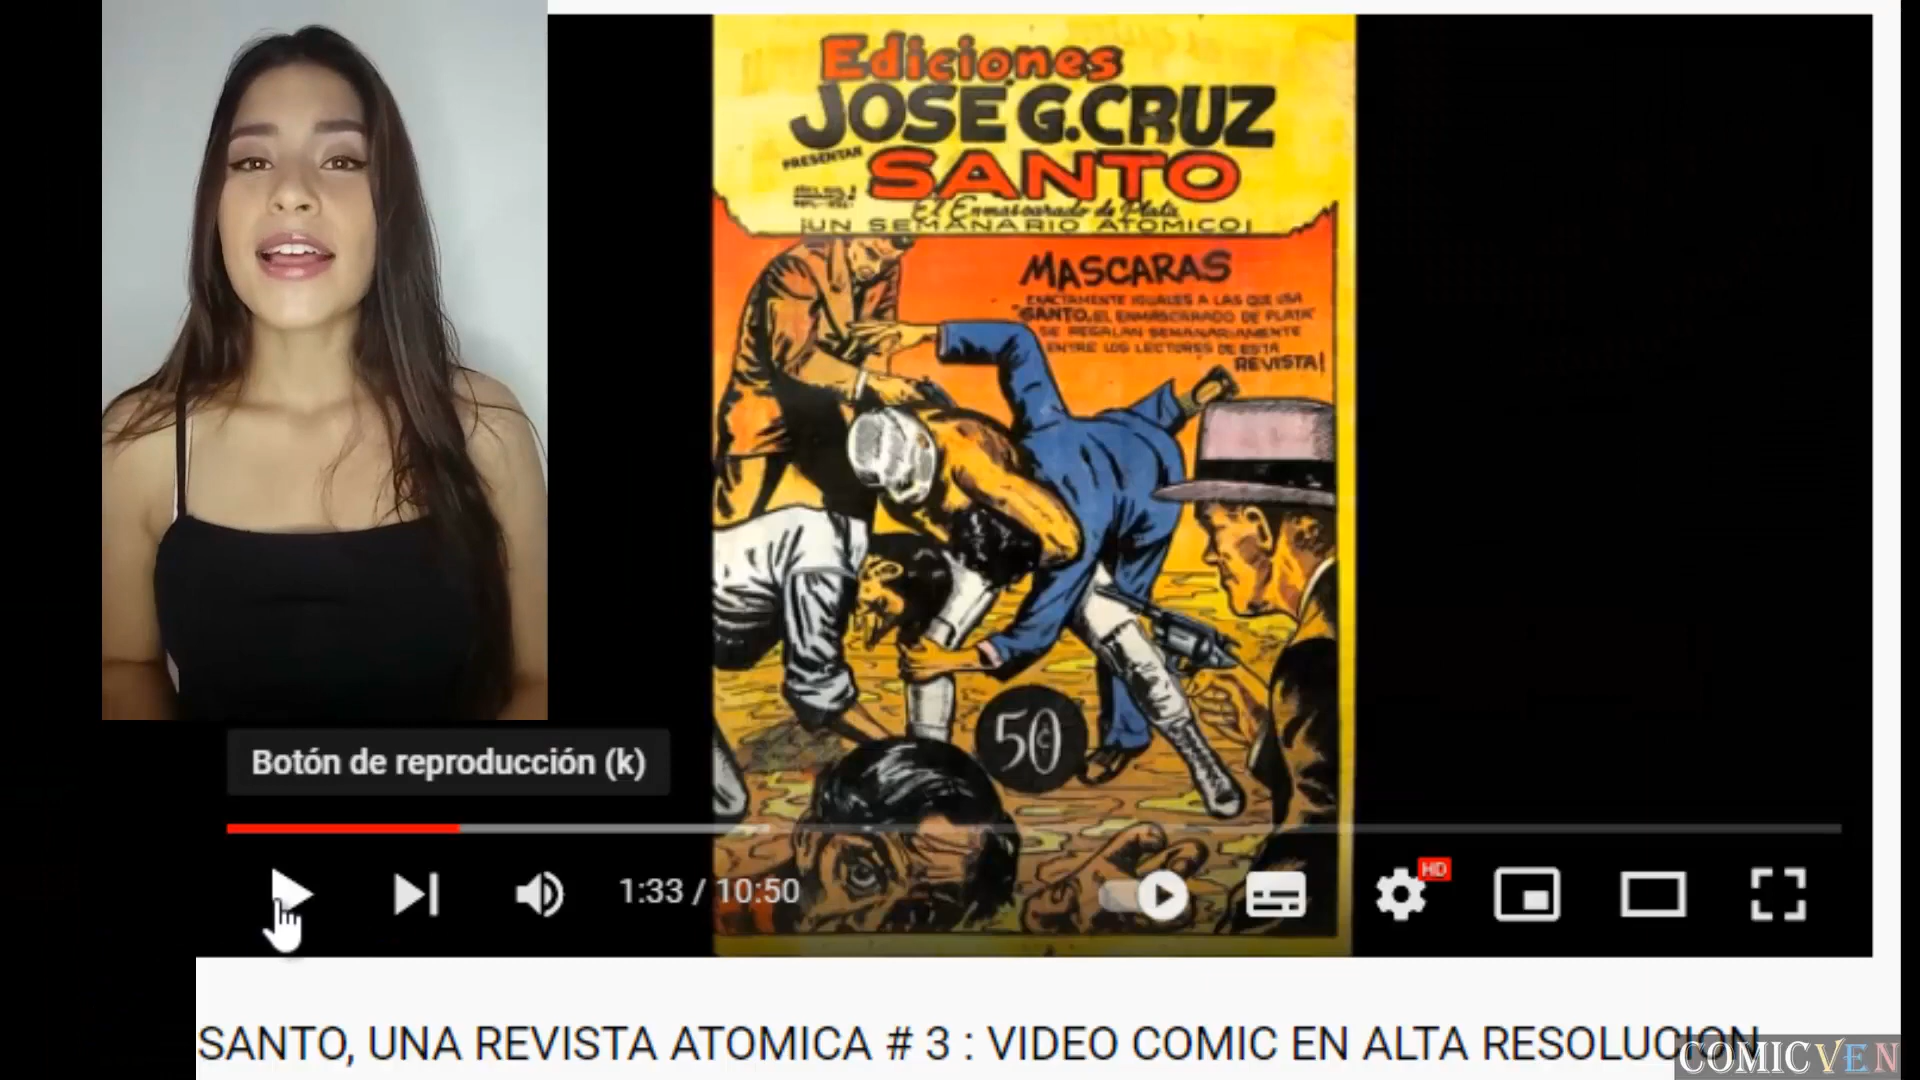 Ediciones
JOSE G. CRUZ
PRESENTAN
SANTO
El Enmascarado de Plata
¡UN SEMANARIO ATOMICO!
MASCARAS
EXACTAMENTE IGUALES A LAS QUE USA
"SANTO, EL ENMASCARADO DE PLATA"
SE REGALAN SEMANARIAMENTE
ENTRE LOS LECTORES DE ESTA
REVISTA!
50¢
Botón de reproducción (k)
1:33 / 10:50
HD
SANTO, UNA REVISTA ATOMICA # 3 : VIDEO COMIC EN ALTA RESOLUCION
COMICVEN